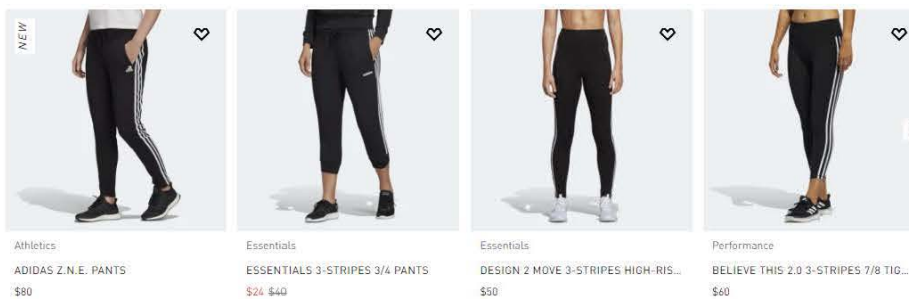 NEW
Athletics
ADIDAS Z.N.E. PANTS
$80
Essentials
ESSENTIALS 3-STRIPES 3/4 PANTS
$24 $40
Essentials
DESIGN 2 MOVE 3-STRIPES HIGH-RIS...
$50
Performance
BELIEVE THIS 2.0 3-STRIPES 7/8 TIG...
$60